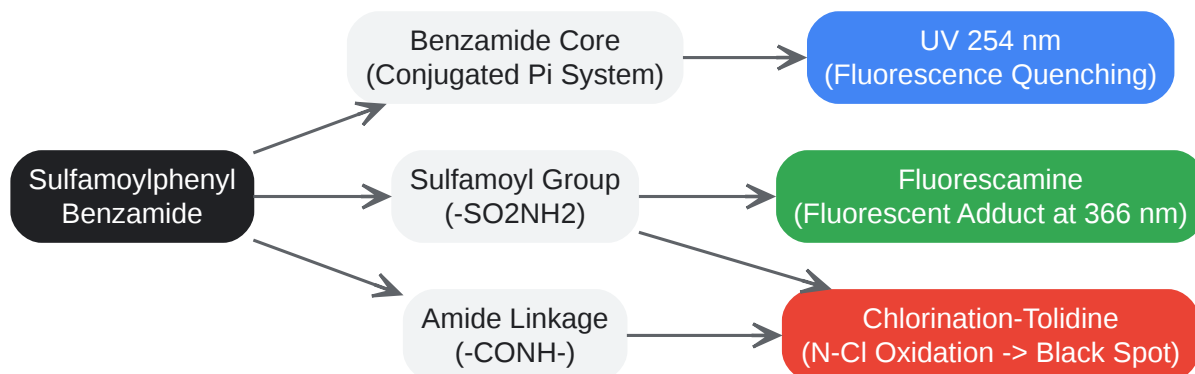 Sulfamoylphenyl
Benzamide
Benzamide Core
(Conjugated Pi System)
UV 254 nm
(Fluorescence Quenching)
Sulfamoyl Group
(-SO2NH2)
Fluorescamine
(Fluorescent Adduct at 366 nm)
Amide Linkage
(-CONH-)
Chlorination-Tolidine
(N-Cl Oxidation -> Black Spot)